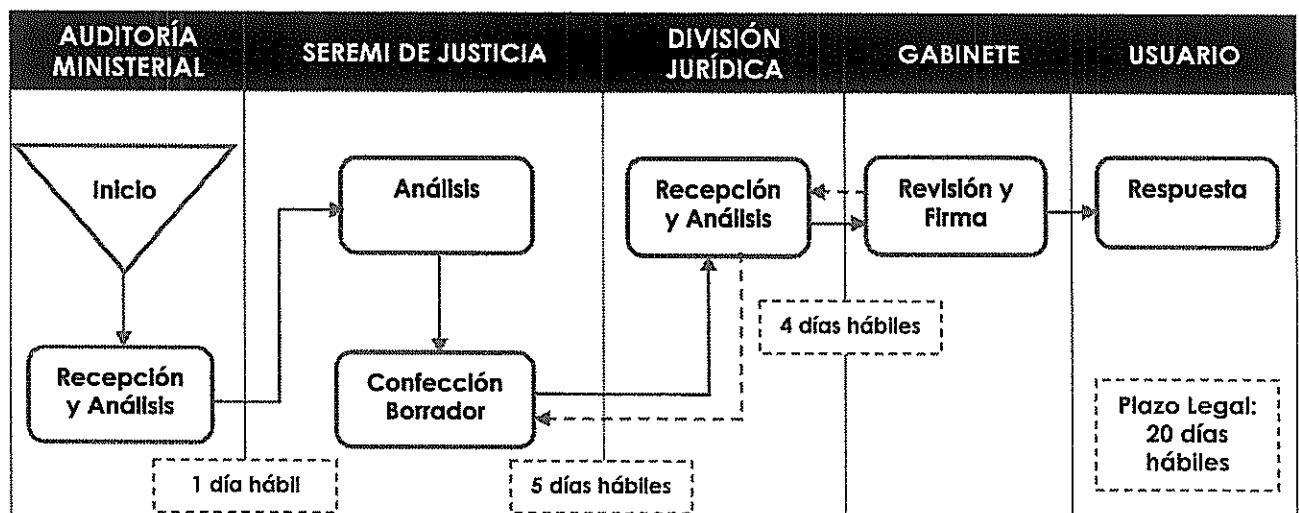 AUDITORÍA
MINISTERIAL
SEREMI DE JUSTICIA
DIVISIÓN
JURÍDICA
GABINETE
USUARIO
Inicio
Análisis
Recepción
y Análisis
Revisión y
Firma
Respuesta
4 días hábiles
Recepción
y Análisis
Confección
Borrador
Plazo Legal:
20 días
hábiles
1 día hábil
5 días hábiles